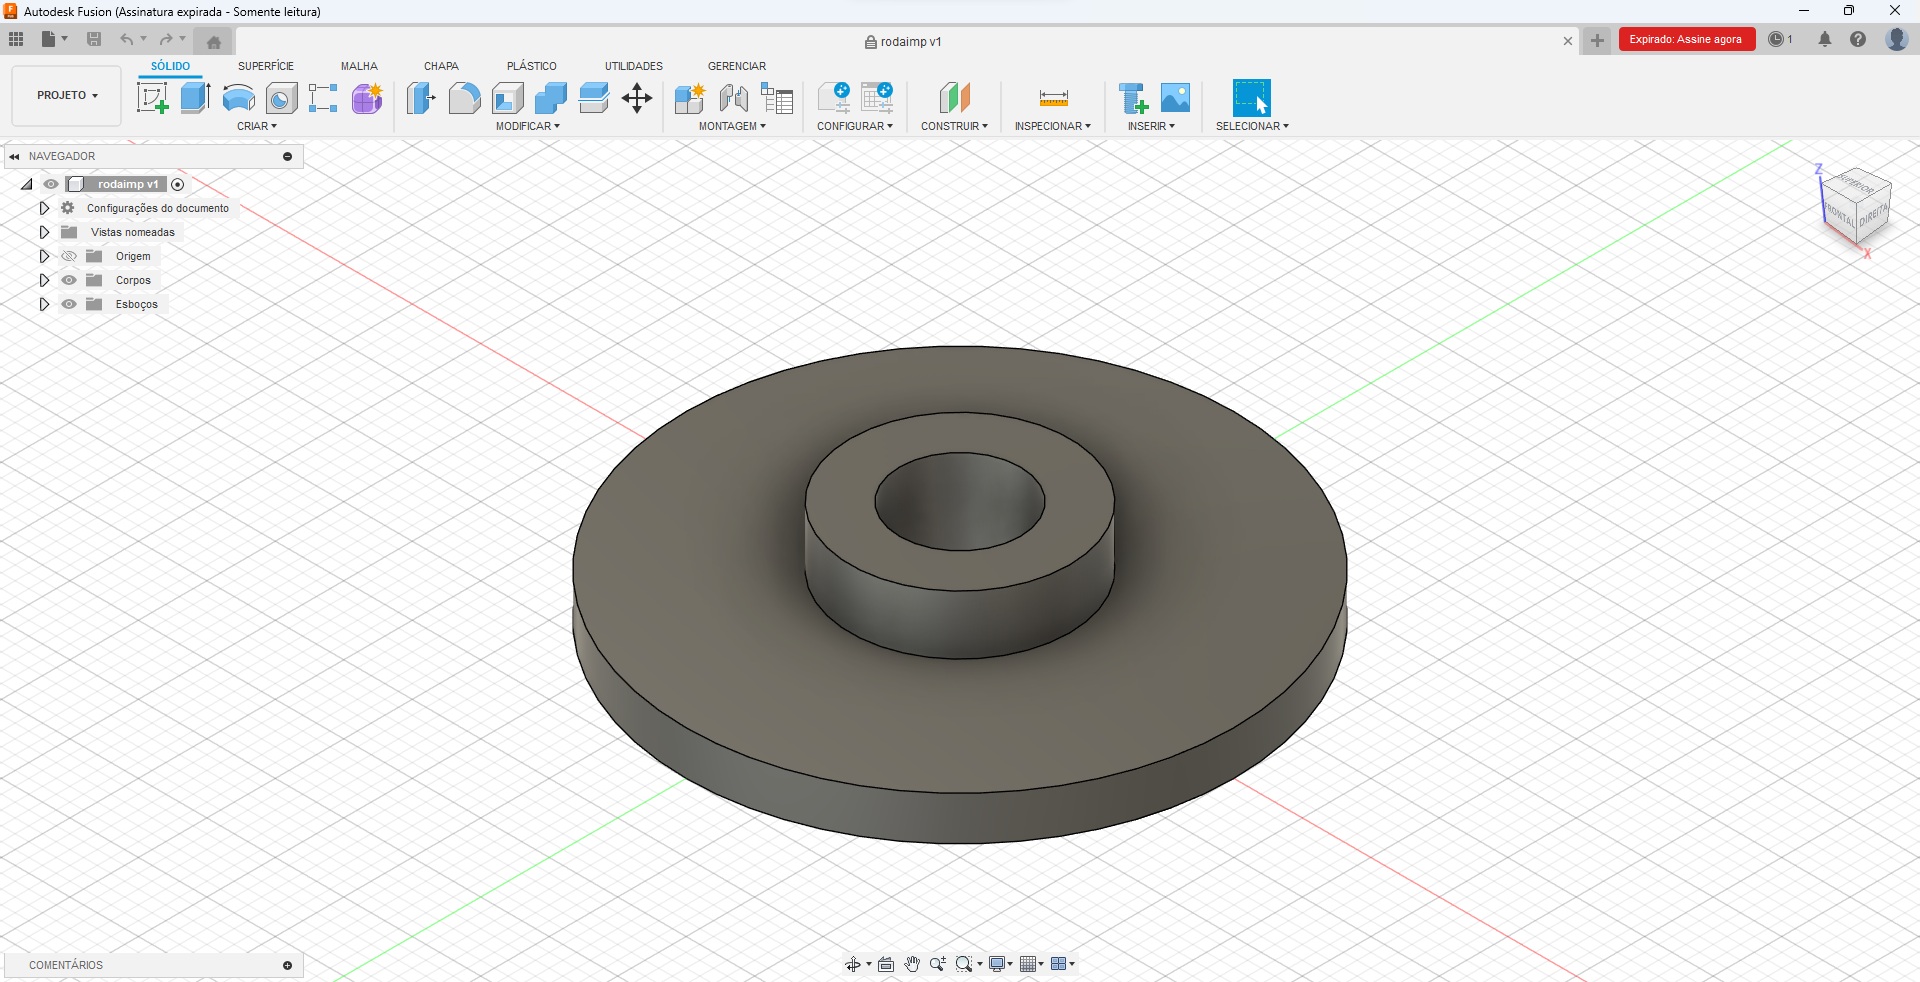 Autodesk Fusion (Assinatura expirada - Somente leitura)
rodaimp v1
Expirado: Assine agora
1
PROJETO
SÓLIDO
SUPERFÍCIE
MALHA
CHAPA
PLÁSTICO
UTILIDADES
GERENCIAR
CRIAR
MODIFICAR
MONTAGEM
CONFIGURAR
CONSTRUIR
INSPECIONAR
INSERIR
SELECIONAR
NAVEGADOR
rodaimp v1
Configurações do documento
Vistas nomeadas
Origem
Corpos
Esboços
Z
SUPERIOR
FRONTAL
DIREITA
X
COMENTÁRIOS